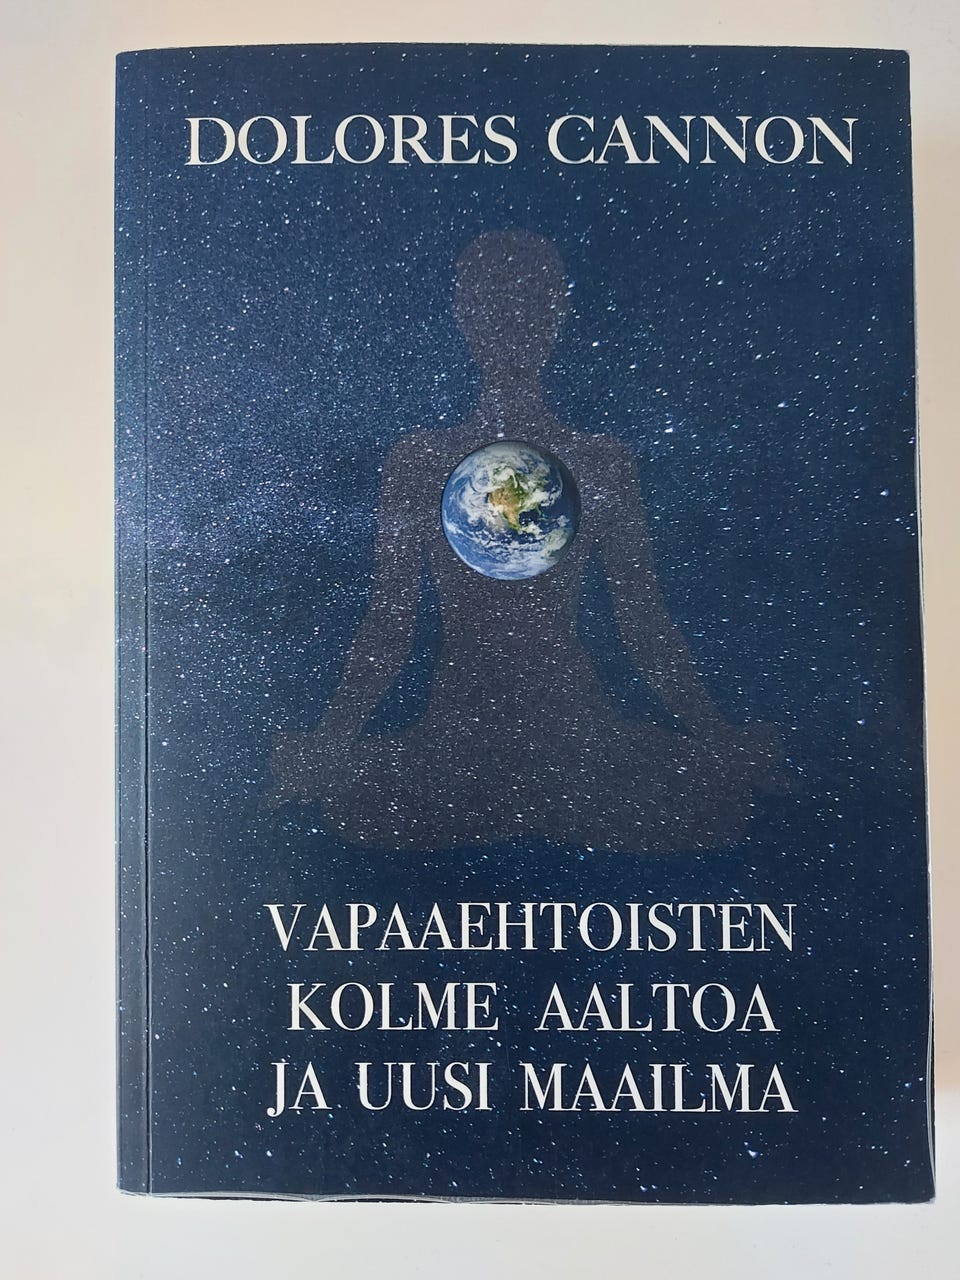 DOLORES CANNON
VAPAAEHTOISTEN
KOLME AALTOA
JA UUSI MAAILMA